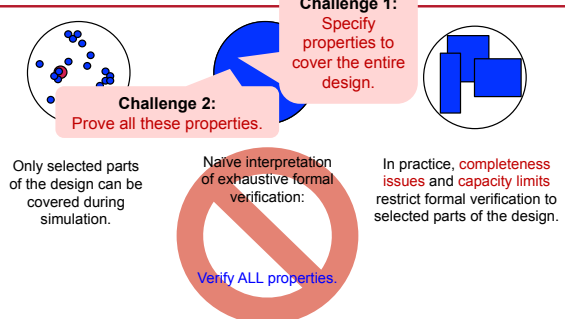 Challenge 1:
Specify
properties to
cover the entire
design.
Challenge 2:
Prove all these properties.
Only selected parts
of the design can be
covered during
simulation.
Naïve interpretation
of exhaustive formal
verification:
Verify ALL properties.
In practice, completeness
issues and capacity limits
restrict formal verification to
selected parts of the design.